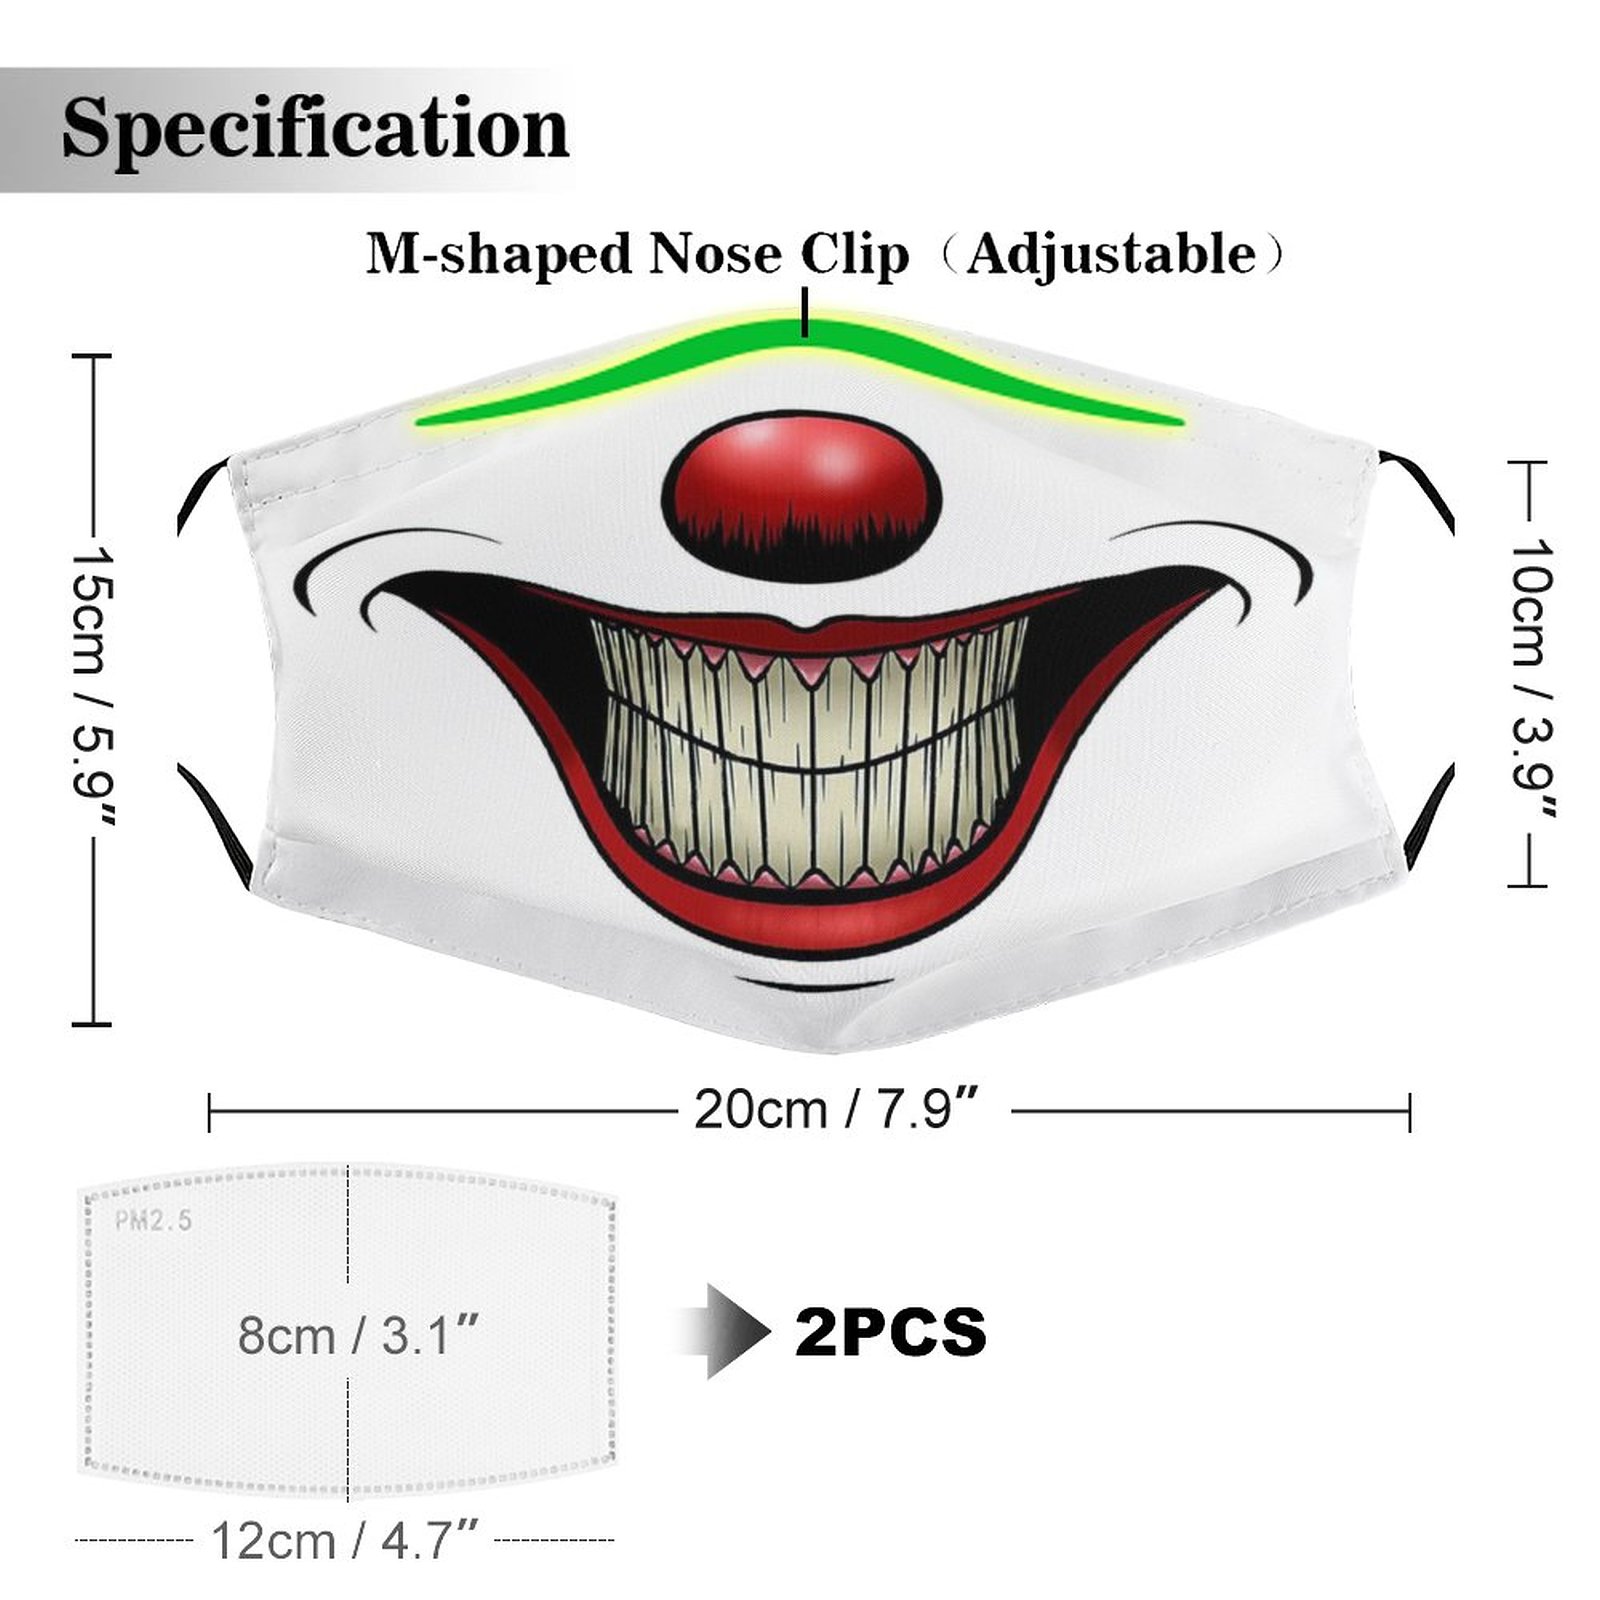 Specification
M-shaped Nose Clip（Adjustable）
15cm / 5.9"
10cm / 3.9"
20cm / 7.9"
PM2.5
8cm / 3.1"
2PCS
12cm / 4.7"